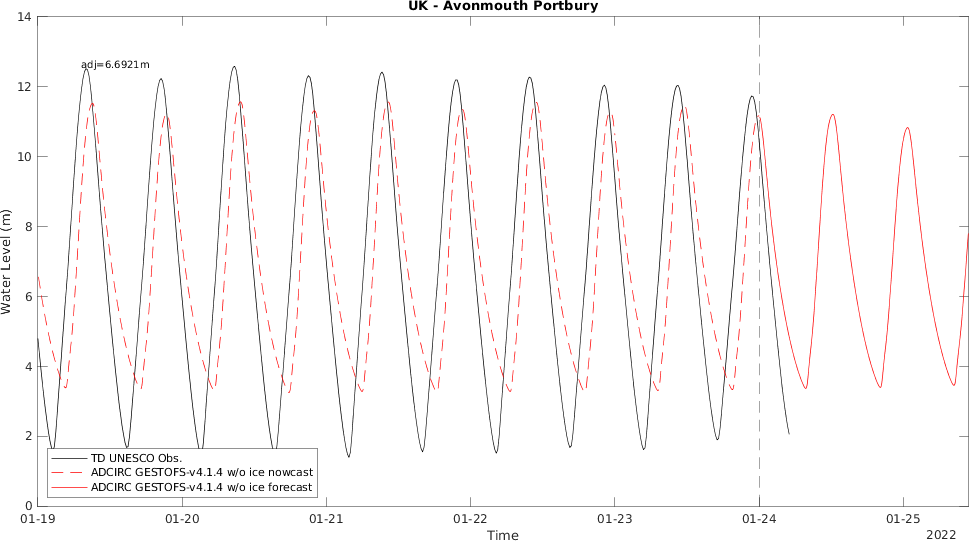 UK - Avonmouth Portbury
14
adj=6.6921m
12
10
8
6
4
2
0
Water Level (m)
TD UNESCO Obs.
ADCIRC GESTOFS-v4.1.4 w/o ice nowcast
ADCIRC GESTOFS-v4.1.4 w/o ice forecast
01-19 01-20 01-21 01-22 01-23 01-24 01-25
Time
2022